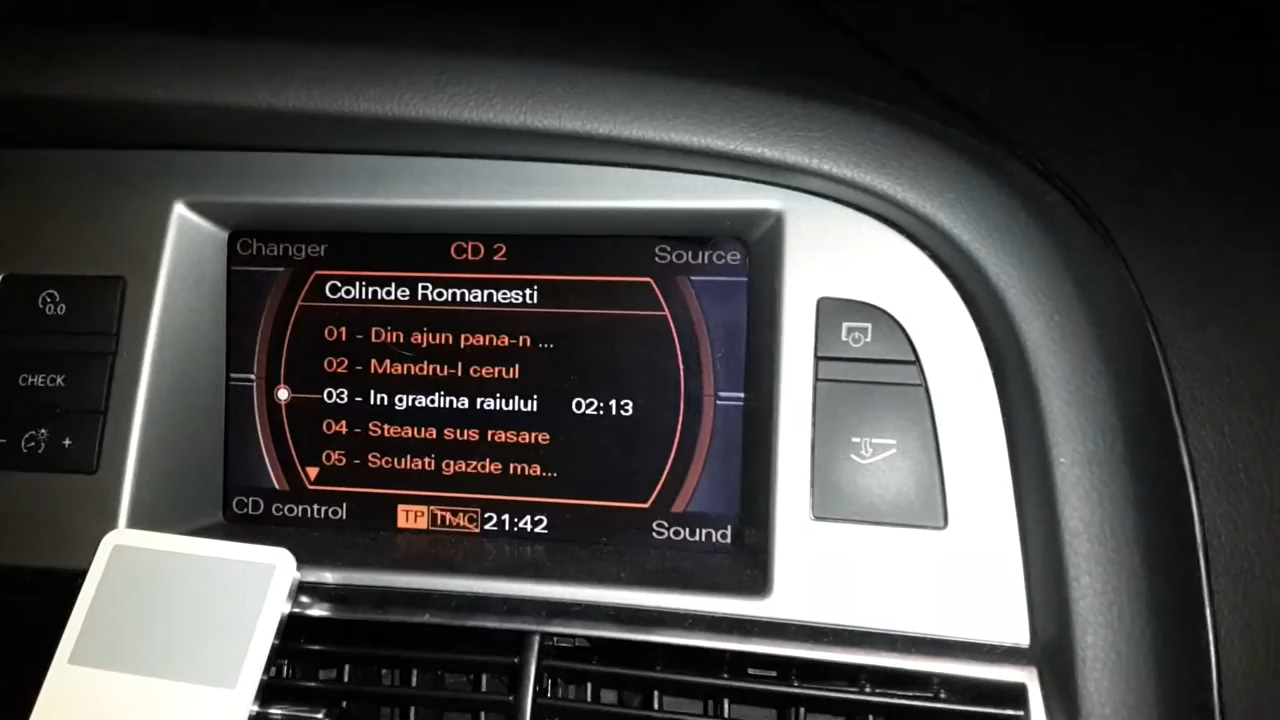 Changer CD 2 Source
Colinde Romanesti
01 - Din ajun pana-n ...
02 - Mandru-l cerul
03 - In gradina raiului 02:13
04 - Steaua sus rasare
05 - Sculati gazde ma...
CD control TP TMC 21:42 Sound
0.0
CHECK
- +